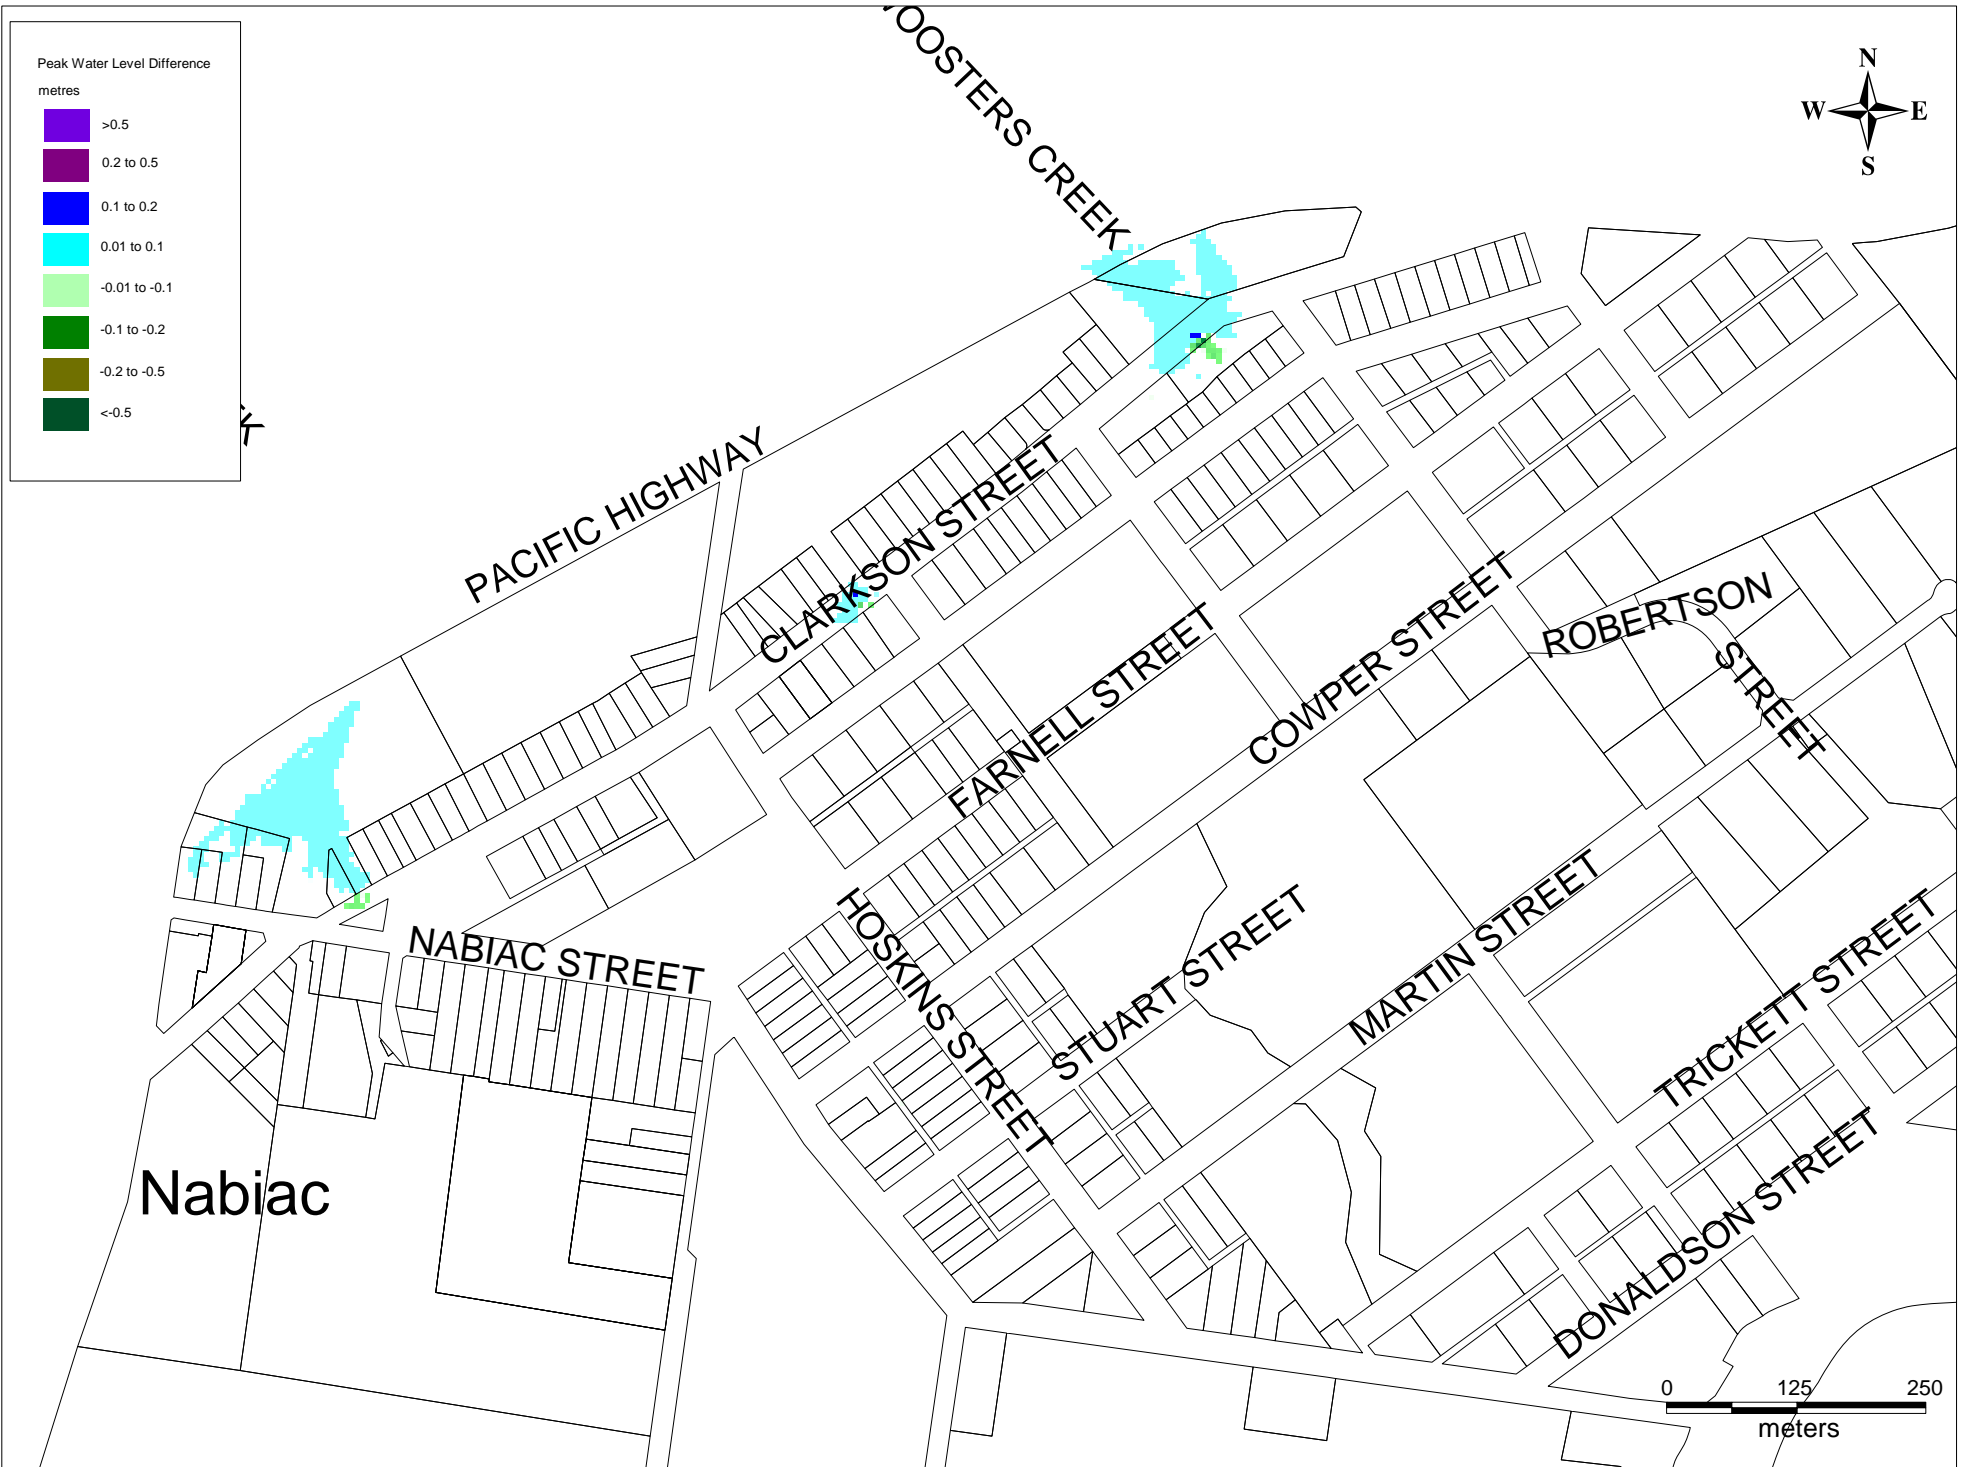 Peak Water Level Difference
metres
>0.5
0.2 to 0.5
0.1 to 0.2
0.01 to 0.1
-0.01 to -0.1
-0.1 to -0.2
-0.2 to -0.5
<-0.5
CREEK
N
W E
S
PACIFIC HIGHWAY
CLARKSON STREET
FARNELL STREET
COWPER STREET
ROBERTSON
STREET
NABIAC STREET
HOSKINS STREET
STUART STREET
MARTIN STREET
TRICKETT STREET
DONALDSON STREET
Nabiac
0 125 250
meters